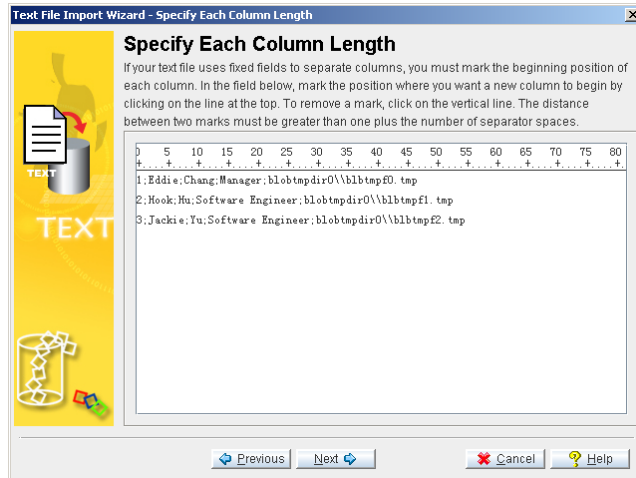 Text File Import Wizard - Specify Each Column Length
Specify Each Column Length
If your text file uses fixed fields to separate columns, you must mark the beginning position of
each column. In the field below, mark the position where you want a new column to begin by
clicking on the line at the top. To remove a mark, click on the vertical line. The distance
between two marks must be greater than one plus the number of separator spaces.
0 5 10 15 20 25 30 35 40 45 50 55 60 65 70 75 80
+....+....+....+....+....+....+....+....+....+....+....+....+....+....+....+....+
1;Eddie;Chang;Manager;blobtmpdir0\\blobtmpf0.tmp
2;Hook;Hu;Software Engineer;blobtmpdir0\\blbtmpf1.tmp
3;Jackie;Yu;Software Engineer;blobtmpdir0\\blbtmpf2.tmp
TEXT
TEXT
Previous Next Cancel Help